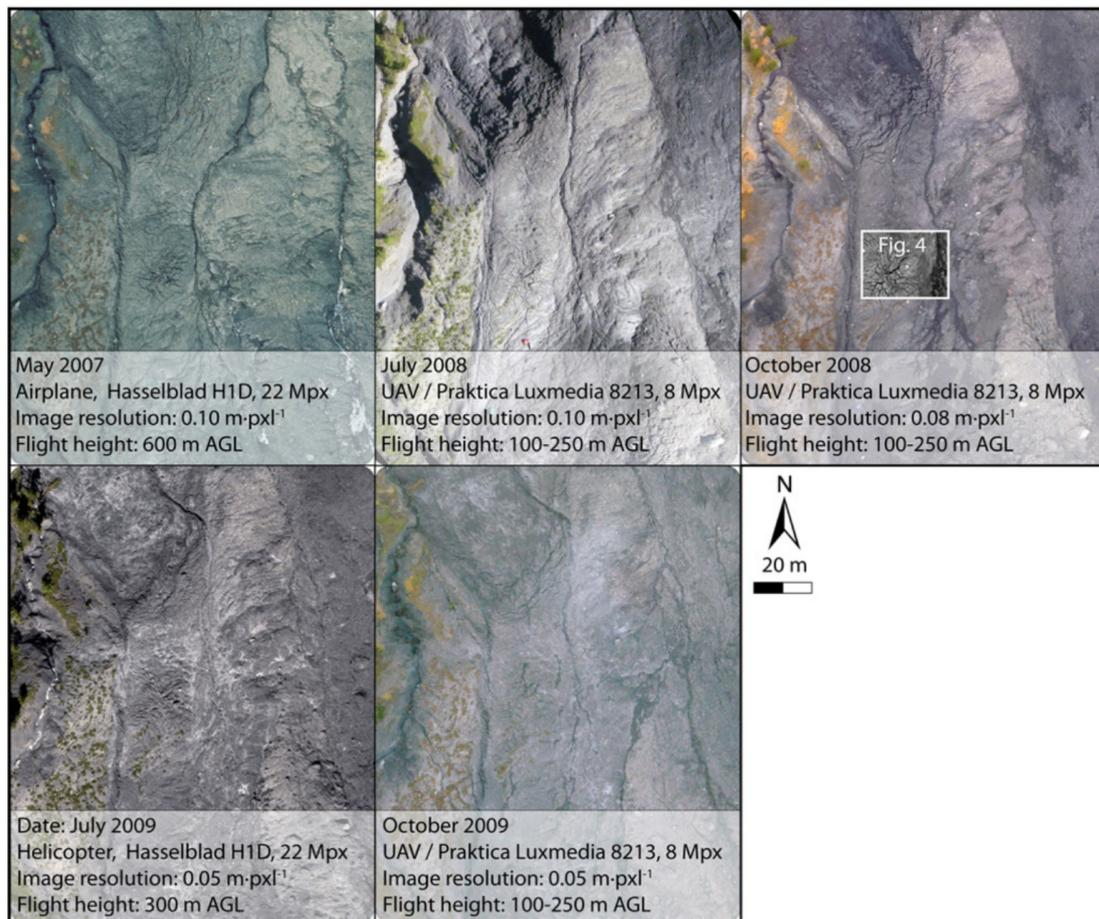 May 2007
Airplane, Hasselblad H1D, 22 Mpx
Image resolution: 0.10 m·pxl⁻¹
Flight height: 600 m AGL
July 2008
UAV / Praktica Luxmedia 8213, 8 Mpx
Image resolution: 0.10 m·pxl⁻¹
Flight height: 100-250 m AGL
Fig. 4
October 2008
UAV / Praktica Luxmedia 8213, 8 Mpx
Image resolution: 0.08 m·pxl⁻¹
Flight height: 100-250 m AGL
Date: July 2009
Helicopter, Hasselblad H1D, 22 Mpx
Image resolution: 0.05 m·pxl⁻¹
Flight height: 300 m AGL
October 2009
UAV / Praktica Luxmedia 8213, 8 Mpx
Image resolution: 0.05 m·pxl⁻¹
Flight height: 100-250 m AGL
N
20 m